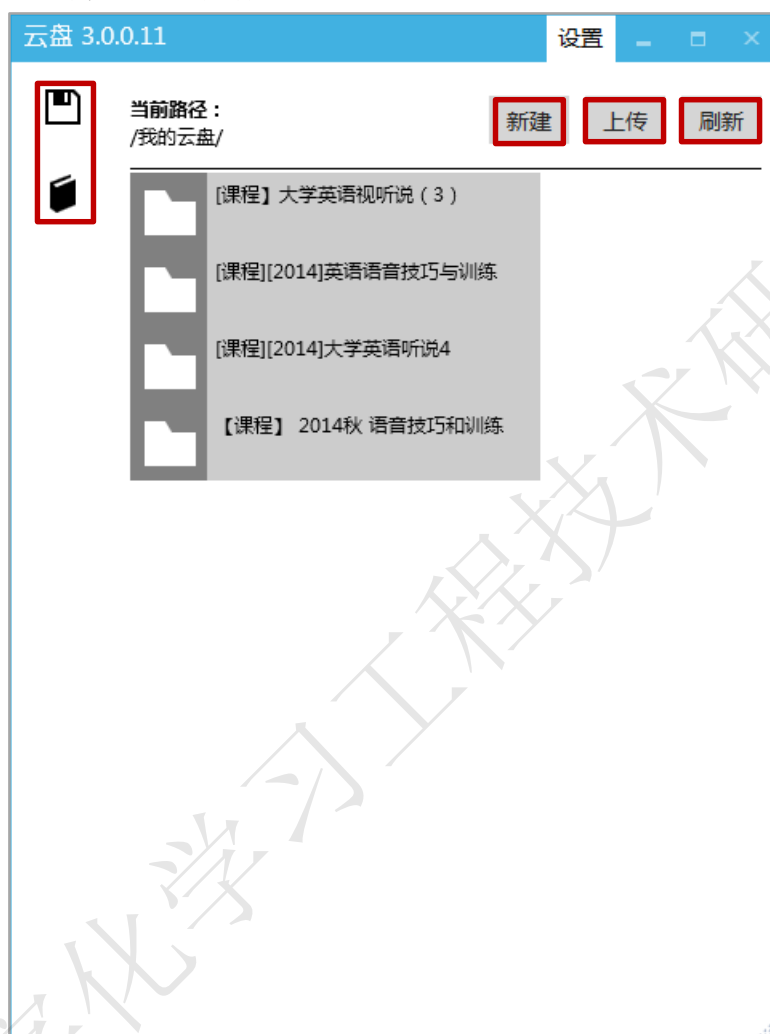 云盘 3.0.0.11
设置
当前路径：
/我的云盘/
新建
上传
刷新
[课程】大学英语视听说（3）
[课程][2014]英语语音技巧与训练
[课程][2014]大学英语听说4
【课程】 2014秋 语音技巧和训练
化学习工程技术研